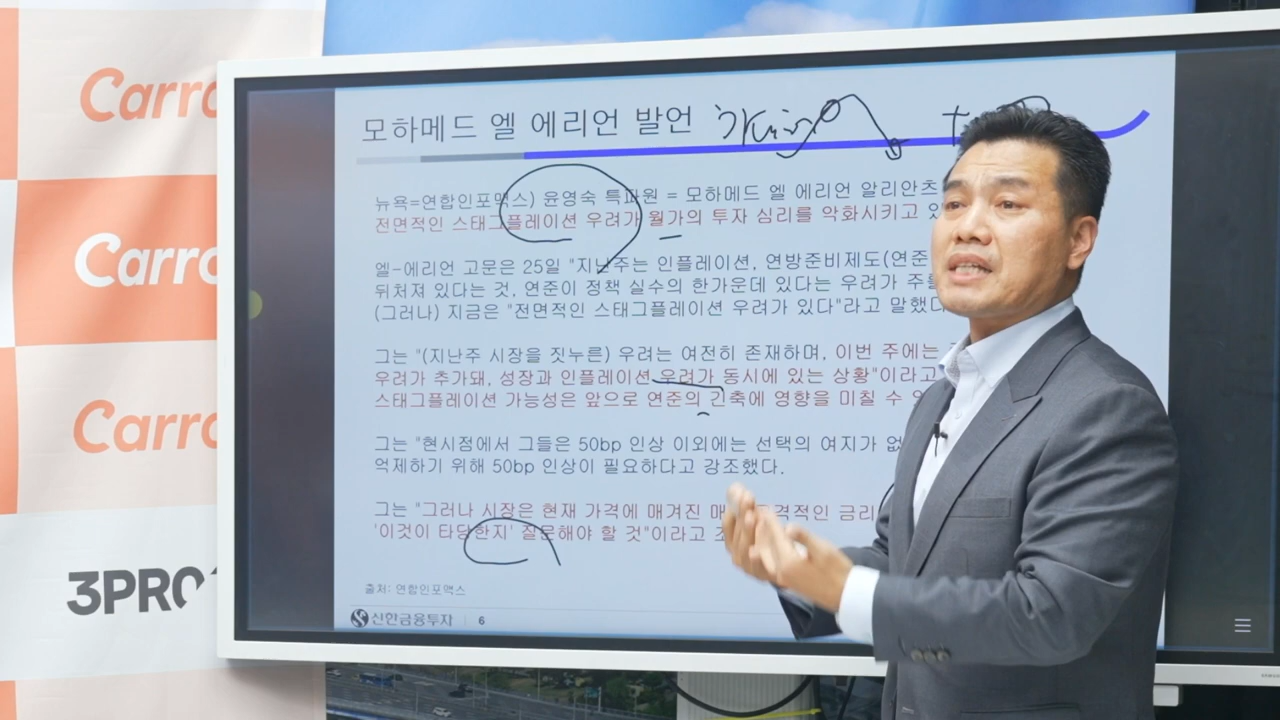 Carro
Carro
Carro
3PRO
모하메드 엘 에리언 발언
뉴욕=연합인포맥스) 윤영숙 특파원 = 모하메드 엘 에리언 알리안츠
전면적인 스태그플레이션 우려가 월가의 투자 심리를 악화시키고
엘-에리언 고문은 25일 "지난주는 인플레이션, 연방준비제도(연준
뒤처져 있다는 것, 연준이 정책 실수의 한가운데 있다는 우려가
(그러나) 지금은 "전면적인 스태그플레이션 우려가 있다"라고 말했다
그는 "(지난주 시장을 짓누른) 우려는 여전히 존재하며, 이번 주에는
우려가 추가돼, 성장과 인플레이션 우려가 동시에 있는 상황"이라고
스태그플레이션 가능성은 앞으로 연준의 긴축에 영향을 미칠 수
그는 "현시점에서 그들은 50bp 인상 이외에는 선택의 여지가
억제하기 위해 50bp 인상이 필요하다고 강조했다.
그는 "그러나 시장은 현재 가격에 매겨진 금리
'이것이 타당한지' 질문해야 할 것"이라고
출처: 연합인포맥스
신한금융투자 6